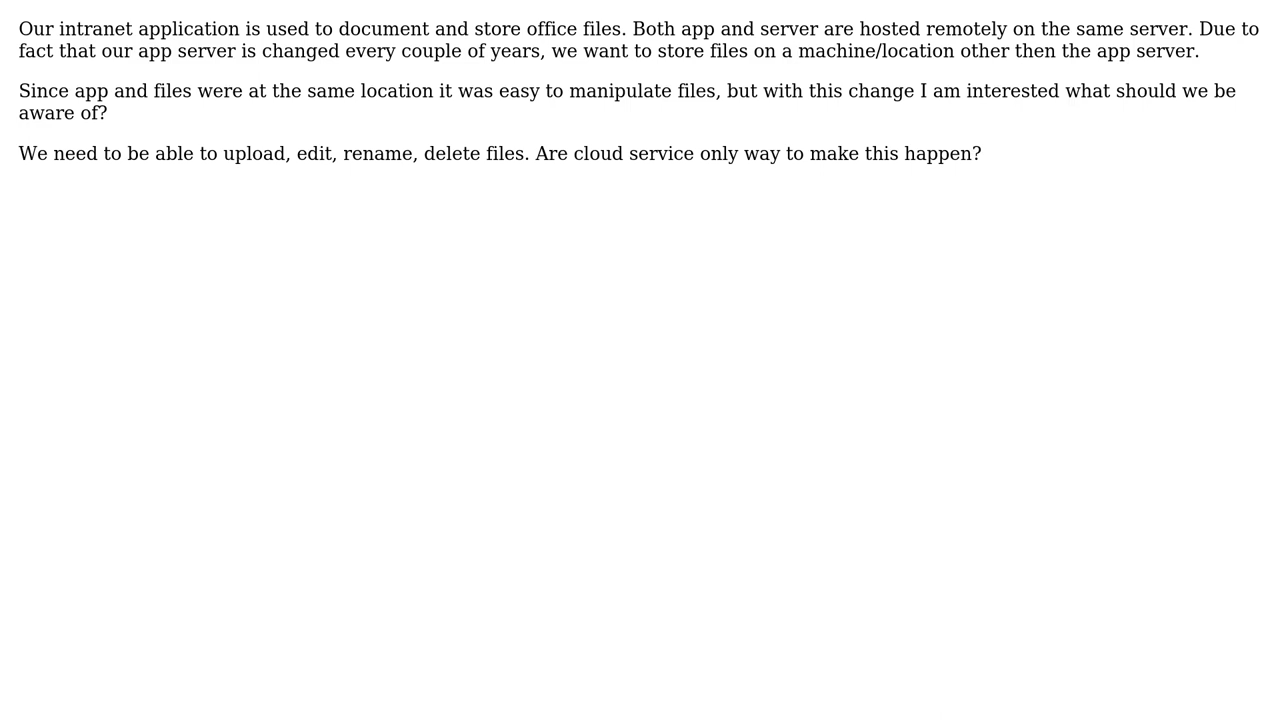 Our intranet application is used to document and store office files. Both app and server are hosted remotely on the same server. Due to
fact that our app server is changed every couple of years, we want to store files on a machine/location other then the app server.
Since app and files were at the same location it was easy to manipulate files, but with this change I am interested what should we be
aware of?
We need to be able to upload, edit, rename, delete files. Are cloud service only way to make this happen?